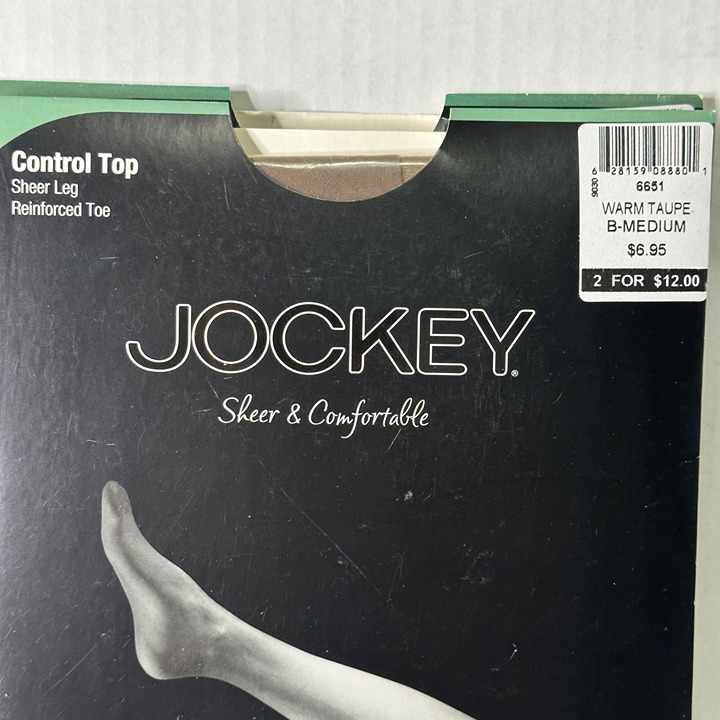 Control Top
Sheer Leg
Reinforced Toe
6 28159 08880 1
9030
6651
WARM TAUPE
B-MEDIUM
$6.95
2 FOR $12.00
JOCKEY®
Sheer & Comfortable